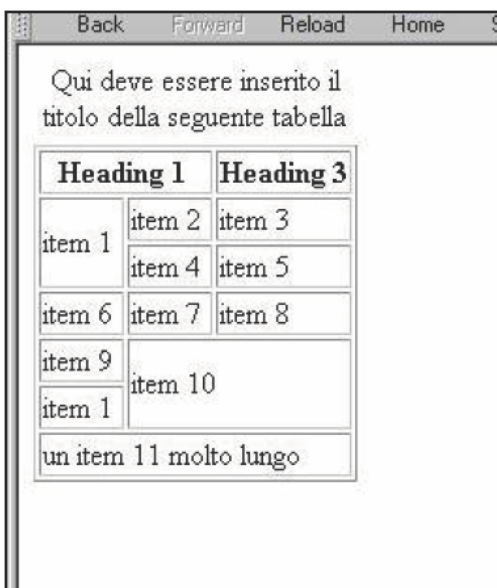 Back Forward Reload Home S
Qui deve essere inserito il
titolo della seguente tabella
Heading 1 Heading 3
item 1 item 2 item 3
item 4 item 5
item 6 item 7 item 8
item 9 item 10
item 1
un item 11 molto lungo